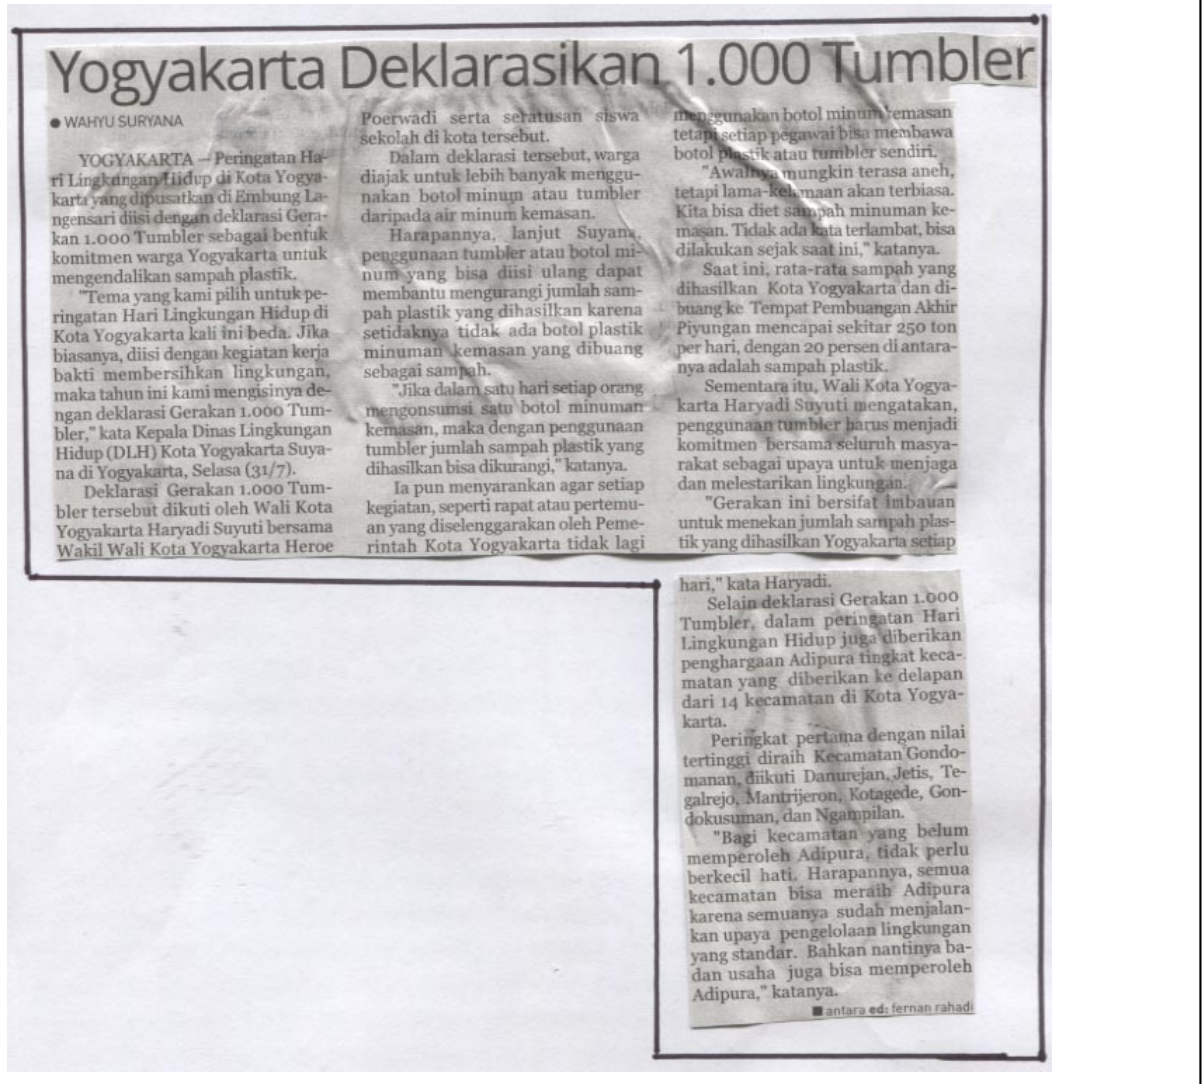 Yogyakarta Deklarasikan 1.000 Tumbler
● WAHYU SURYANA
YOGYAKARTA — Peringatan Ha-
ri Lingkungan Hidup di Kota Yogya-
karta yang dipusatkan di Embung La-
ngensari diisi dengan deklarasi Gera-
kan 1.000 Tumbler sebagai bentuk
komitmen warga Yogyakarta untuk
mengendalikan sampah plastik.
"Tema yang kami pilih untuk pe-
ringatan Hari Lingkungan Hidup di
Kota Yogyakarta kali ini beda. Jika
biasanya, diisi dengan kegiatan kerja
bakti membersihkan lingkungan,
maka tahun ini kami mengisinya de-
ngan deklarasi Gerakan 1.000 Tum-
bler," kata Kepala Dinas Lingkungan
Hidup (DLH) Kota Yogyakarta Suya-
na di Yogyakarta, Selasa (31/7).
Deklarasi Gerakan 1.000 Tum-
bler tersebut dikuti oleh Wali Kota
Yogyakarta Haryadi Suyuti bersama
Wakil Wali Kota Yogyakarta Heroe
Poerwadi serta seratusan siswa
sekolah di kota tersebut.
Dalam deklarasi tersebut, warga
diajak untuk lebih banyak menggu-
nakan botol minum atau tumbler
daripada air minum kemasan.
Harapannya, lanjut Suyana,
penggunaan tumbler atau botol mi-
num yang bisa diisi ulang dapat
membantu mengurangi jumlah sam-
pah plastik yang dihasilkan karena
setidaknya tidak ada botol plastik
minuman kemasan yang dibuang
sebagai sampah.
"Jika dalam satu hari setiap orang
mengonsumsi satu botol minuman
kemasan, maka dengan penggunaan
tumbler jumlah sampah plastik yang
dihasilkan bisa dikurangi," katanya.
Ia pun menyarankan agar setiap
kegiatan, seperti rapat atau pertemu-
an yang diselenggarakan oleh Peme-
rintah Kota Yogyakarta tidak lagi
menggunakan botol minum kemasan
tetapi setiap pegawai bisa membawa
botol plastik atau tumbler sendiri.
"Awalnya mungkin terasa aneh,
tetapi lama-kelamaan akan terbiasa.
Kita bisa diet sampah minuman ke-
masan. Tidak ada kata terlambat, bisa
dilakukan sejak saat ini," katanya.
Saat ini, rata-rata sampah yang
dihasilkan Kota Yogyakarta dan di-
buang ke Tempat Pembuangan Akhir
Piyungan mencapai sekitar 250 ton
per hari, dengan 20 persen di antara-
nya adalah sampah plastik.
Sementara itu, Wali Kota Yogya-
karta Haryadi Suyuti mengatakan,
penggunaan tumbler harus menjadi
komitmen bersama seluruh masya-
rakat sebagai upaya untuk menjaga
dan melestarikan lingkungan.
"Gerakan ini bersifat imbauan
untuk menekan jumlah sampah plas-
tik yang dihasilkan Yogyakarta setiap
hari," kata Haryadi.
Selain deklarasi Gerakan 1.000
Tumbler, dalam peringatan Hari
Lingkungan Hidup juga diberikan
penghargaan Adipura tingkat keca-
matan yang diberikan ke delapan
dari 14 kecamatan di Kota Yogya-
karta.
Peringkat pertama dengan nilai
tertinggi diraih Kecamatan Gondo-
manan, diikuti Danurejan, Jetis, Te-
galrejo, Mantrijeron, Kotagede, Gon-
dokusuman, dan Ngampilan.
"Bagi kecamatan yang belum
memperoleh Adipura, tidak perlu
berkecil hati. Harapannya, semua
kecamatan bisa meraih Adipura
karena semuanya sudah menjalan-
kan upaya pengelolaan lingkungan
yang standar. Bahkan nantinya ba-
dan usaha juga bisa memperoleh
Adipura," katanya.
■ antara ed: fernan rahadi